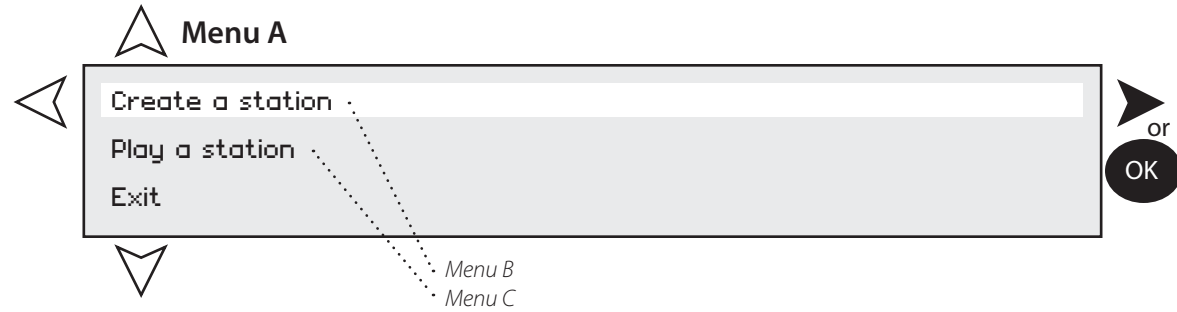 Menu A
Create a station
or
Play a station
OK
Exit
Menu B
Menu C